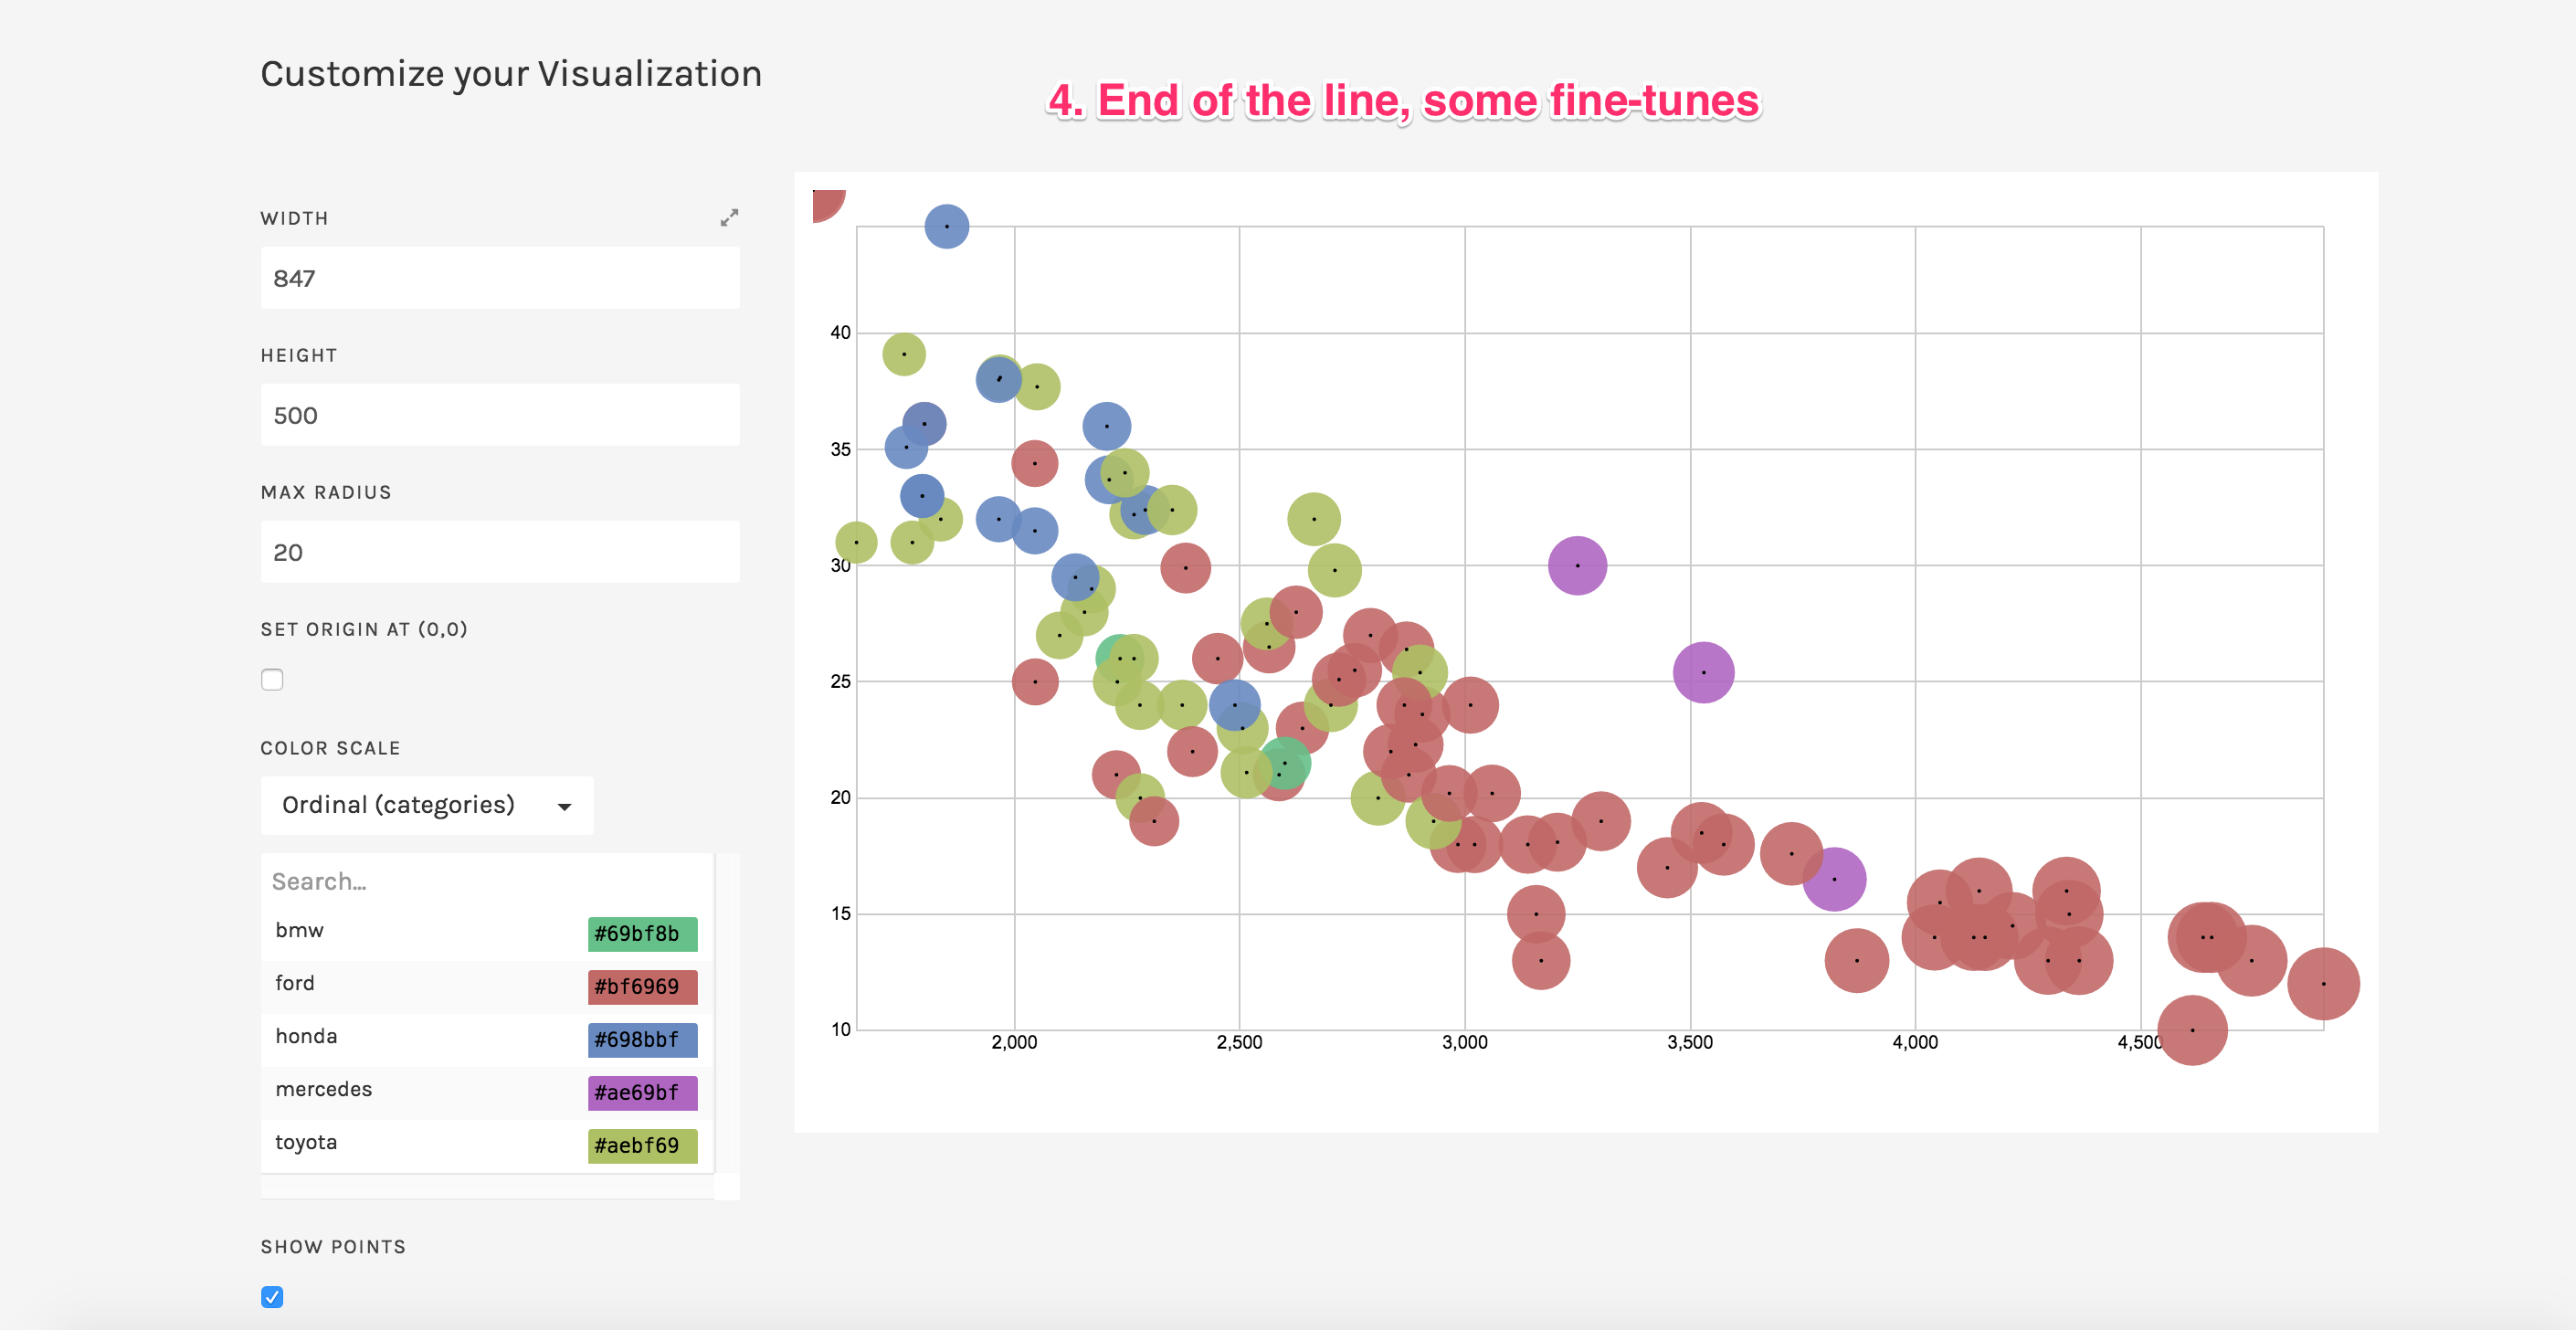 Customize your Visualization
4. End of the line, some fine-tunes
WIDTH
847
HEIGHT
500
MAX RADIUS
20
SET ORIGIN AT (0,0)
COLOR SCALE
Ordinal (categories)
Search...
bmw #69bf8b
ford #bf6969
honda #698bbf
mercedes #ae69bf
toyota #aebf69
SHOW POINTS
40
35
30
25
20
15
10
2,000 2,500 3,000 3,500 4,000 4,500